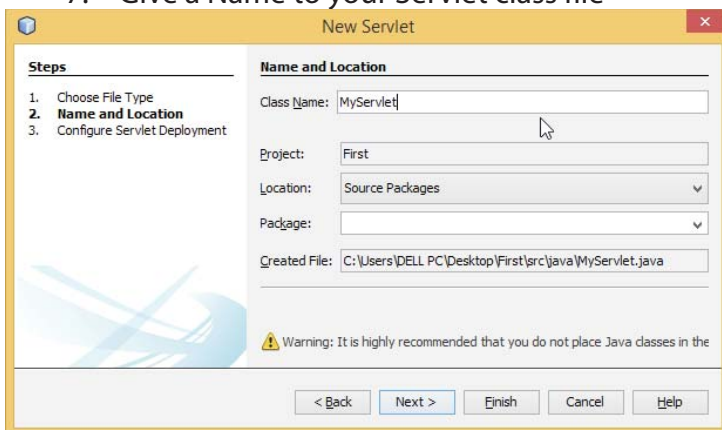 7. Give a Name to your Servlet class file
New Servlet
Steps
1. Choose File Type
2. Name and Location
3. Configure Servlet Deployment
Name and Location
Class Name: MyServlet
Project: First
Location: Source Packages
Package:
Created File: C:\Users\DELL PC\Desktop\First\src\java\MyServlet.java
Warning: It is highly recommended that you do not place Java classes in the
< Back
Next >
Finish
Cancel
Help